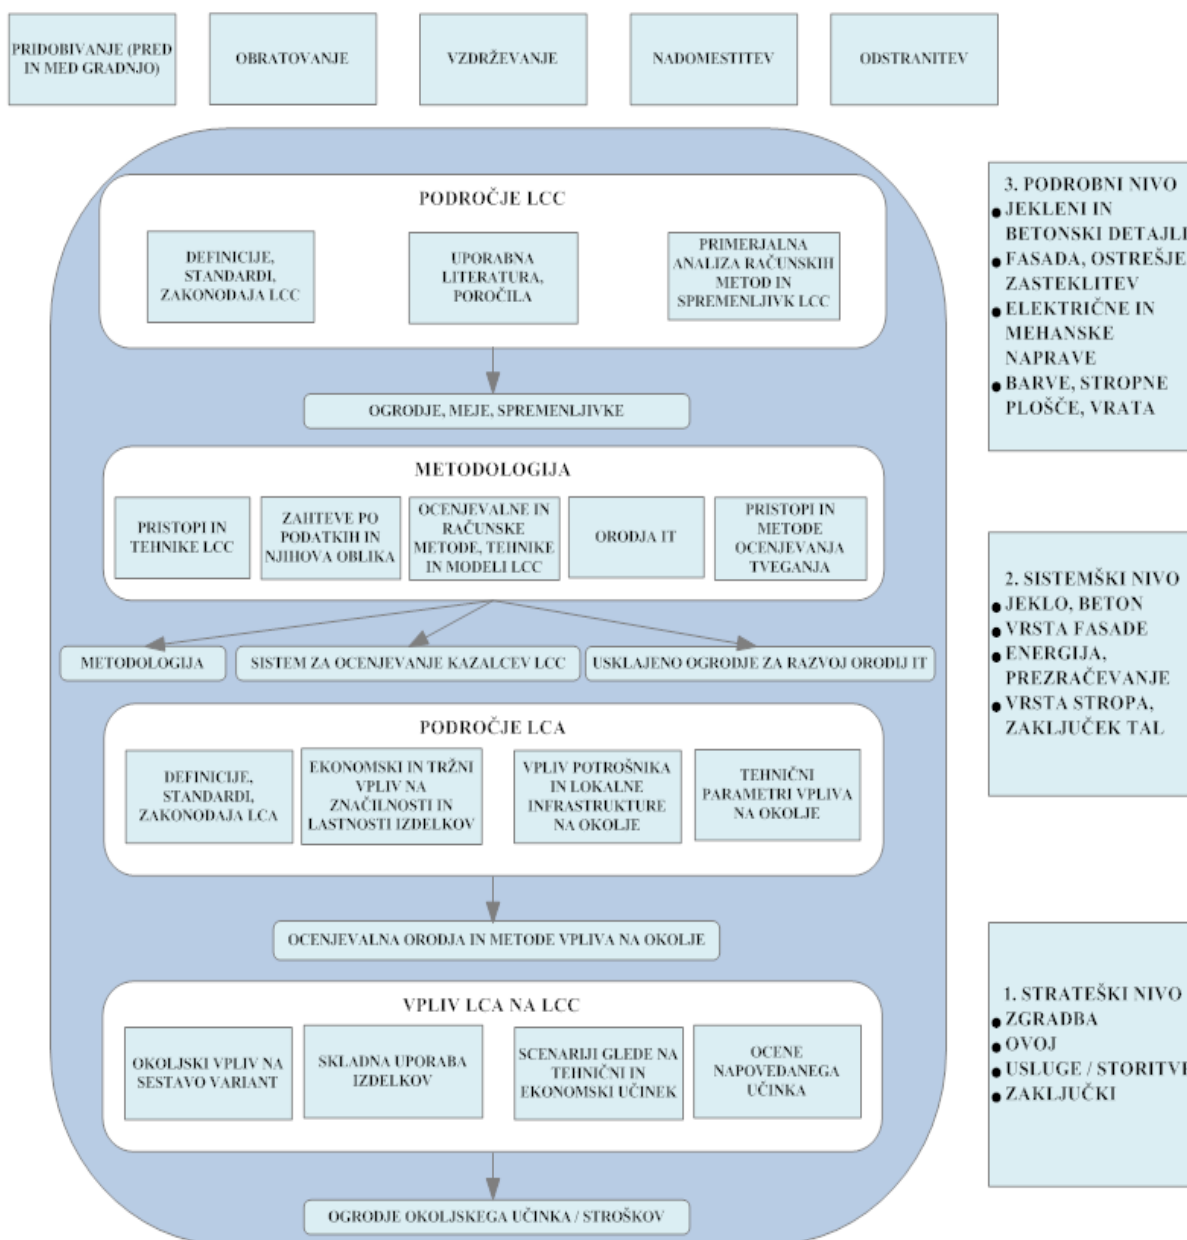 PRIDOBIVANJE (PRED
IN MED GRADNJO)
OBRATOVANJE
VZDRŽEVANJE
NADOMESTITEV
ODSTRANITEV
PODROČJE LCC
DEFINICIJE,
STANDARDI,
ZAKONODAJA LCC
UPORABNA
LITERATURA,
POROČILA
PRIMERJALNA
ANALIZA RAČUNSKIH
METOD IN
SPREMENLJIVK LCC
OGRODJE, MEJE, SPREMENLJIVKE
METODOLOGIJA
PRISTOPI IN
TEHNIKE LCC
ZAHTEVE PO
PODATKIH IN
NJIHOVA OBLIKA
OCENJEVALNE IN
RAČUNSKE
METODE, TEHNIKE
IN MODELI LCC
ORODJA IT
PRISTOPI IN
METODE
OCENJEVANJA
TVEGANJA
METODOLOGIJA
SISTEM ZA OCENJEVANJE KAZALCEV LCC
USKLAJENO OGRODJE ZA RAZVOJ ORODIJ IT
PODROČJE LCA
DEFINICIJE,
STANDARDI,
ZAKONODAJA LCA
EKONOMSKI IN TRŽNI
VPLIV NA
ZNAČILNOSTI IN
LASTNOSTI IZDELKOV
VPLIV POTROŠNIKA
IN LOKALNE
INFRASTRUKTURE
NA OKOLJE
TEHNIČNI
PARAMETRI VPLIVA
NA OKOLJE
OCENJEVALNA ORODJA IN METODE VPLIVA NA OKOLJE
VPLIV LCA NA LCC
OKOLJSKI VPLIV NA
SESTAVO VARIANT
SKLADNA UPORABA
IZDELKOV
SCENARIJI GLEDE NA
TEHNIČNI IN
EKONOMSKI UČINEK
OCENE
NAPOVEDANEGA
UČINKA
OGRODJE OKOLJSKEGA UČINKA / STROŠKOV
3. PODROBNI NIVO
● JEKLENI IN
BETONSKI DETAJLI
● FASADA, OSTREŠJE
ZASTEKLITEV
● ELEKTRIČNE IN
MEHANSKE
NAPRAVE
● BARVE, STROPNE
PLOŠČE, VRATA
2. SISTEMŠKI NIVO
● JEKLO, BETON
● VRSTA FASADE
● ENERGIJA,
PREZRAČEVANJE
● VRSTA STROPA,
ZAKLJUČEK TAL
1. STRATEŠKI NIVO
● ZGRADBA
● OVOJ
● USLUGE / STORITVE
● ZAKLJUČKI